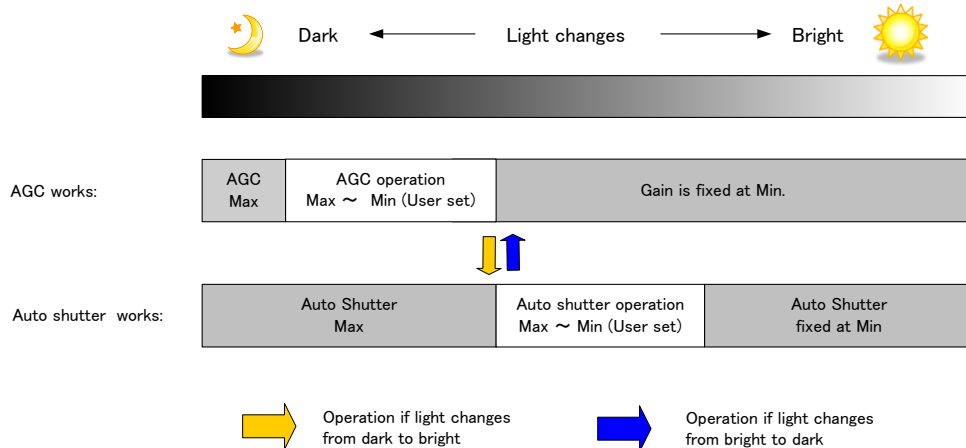 Dark Light changes Bright
AGC works:
AGC
Max
AGC operation
Max ～ Min (User set)
Gain is fixed at Min.
Auto shutter works:
Auto Shutter
Max
Auto shutter operation
Max ～ Min (User set)
Auto Shutter
fixed at Min
Operation if light changes
from dark to bright
Operation if light changes
from bright to dark